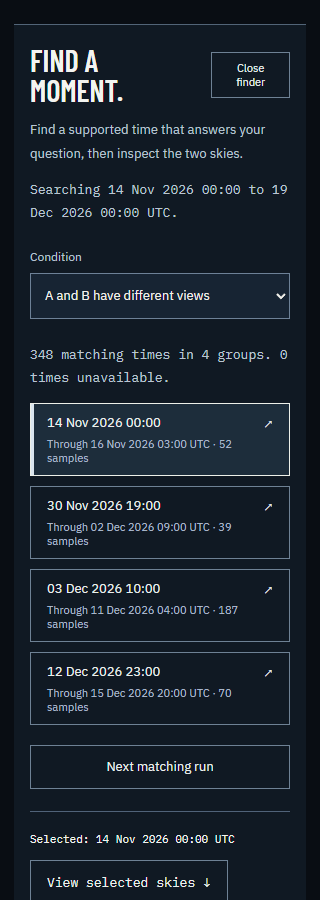 FIND A
MOMENT.
Close
finder
Find a supported time that answers your
question, then inspect the two skies.
Searching 14 Nov 2026 00:00 to 19
Dec 2026 00:00 UTC.
Condition
A and B have different views
348 matching times in 4 groups. 0
times unavailable.
14 Nov 2026 00:00 ↗
Through 16 Nov 2026 03:00 UTC · 52
samples
30 Nov 2026 19:00 ↗
Through 02 Dec 2026 09:00 UTC · 39
samples
03 Dec 2026 10:00 ↗
Through 11 Dec 2026 04:00 UTC · 187
samples
12 Dec 2026 23:00 ↗
Through 15 Dec 2026 20:00 UTC · 70
samples
Next matching run
Selected: 14 Nov 2026 00:00 UTC
View selected skies ↓